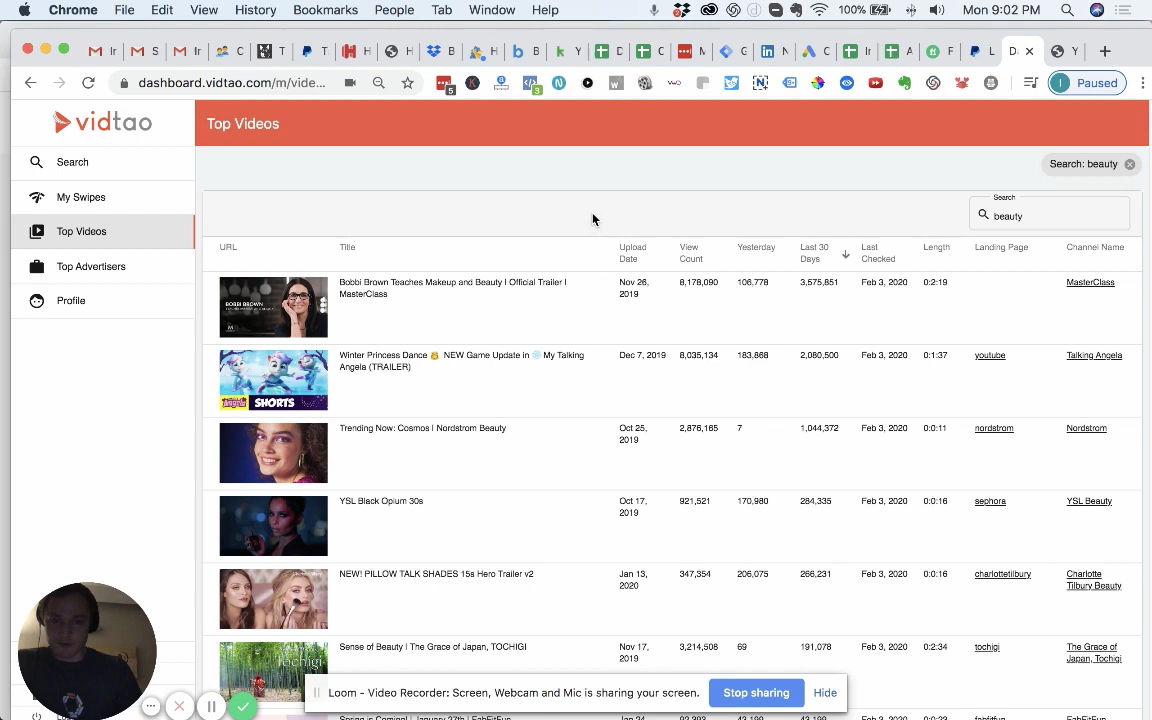 Chrome File Edit View History Bookmarks People Tab Window Help 100% Mon 9:02 PM
dashboard.vidtao.com/m/vide... Paused
vidtao
Top Videos
Search
My Swipes
Top Videos
Top Advertisers
Profile
Search: beauty
Search
beauty
URL Title Upload Date View Count Yesterday Last 30 Days Last Checked Length Landing Page Channel Name
BOBBI BROWN
Bobbi Brown Teaches Makeup and Beauty | Official Trailer | MasterClass Nov 26, 2019 8,178,090 106,778 3,575,851 Feb 3, 2020 0:2:19 MasterClass
SHORTS
Winter Princess Dance 👸 NEW Game Update in ❄️ My Talking Angela (TRAILER) Dec 7, 2019 8,035,134 183,868 2,080,500 Feb 3, 2020 0:1:37 youtube Talking Angela
Trending Now: Cosmos | Nordstrom Beauty Oct 25, 2019 2,876,165 7 1,044,372 Feb 3, 2020 0:0:11 nordstrom Nordstrom
YSL Black Opium 30s Oct 17, 2019 921,521 170,980 284,335 Feb 3, 2020 0:0:16 sephora YSL Beauty
NEW! PILLOW TALK SHADES 15s Hero Trailer v2 Jan 13, 2020 347,354 206,075 266,231 Feb 3, 2020 0:0:16 charlottetilbury Charlotte Tilbury Beauty
Tochigi
Sense of Beauty | The Grace of Japan, TOCHIGI Nov 17, 2019 3,214,508 69 191,078 Feb 3, 2020 0:2:34 tochigi The Grace of Japan, Tochigi
Loom – Video Recorder: Screen, Webcam and Mic is sharing your screen. Stop sharing Hide